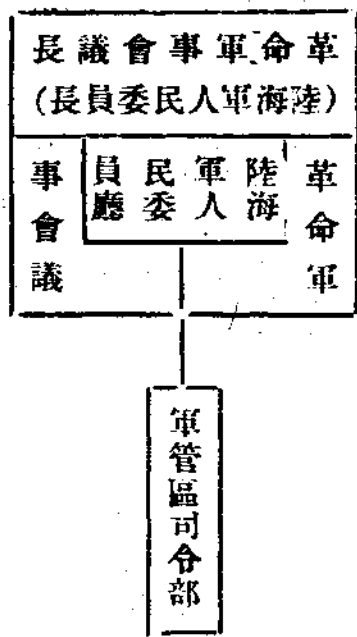 革命軍事會議長
(陸海軍人民委員長)
革命軍
陸海
軍人
民委
員廳
事會議
軍管區司令部